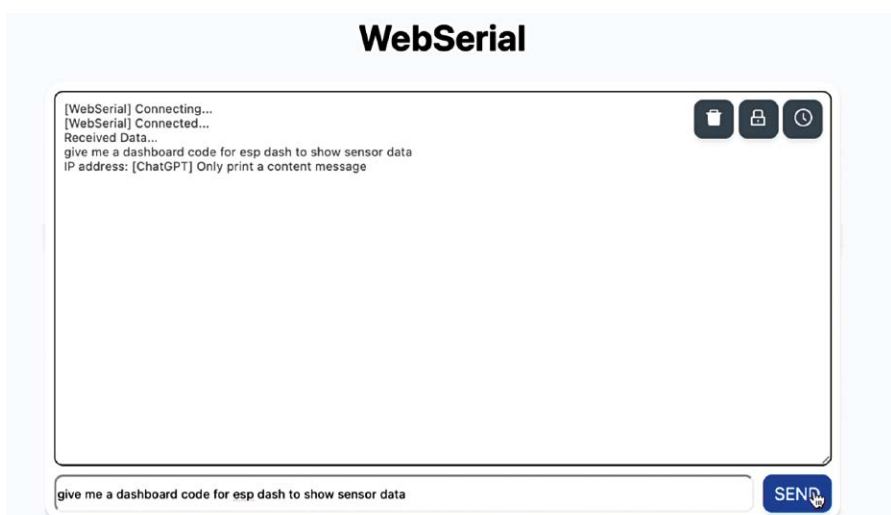 WebSerial
[WebSerial] Connecting...
[WebSerial] Connected...
Received Data...
give me a dashboard code for esp dash to show sensor data
IP address: [ChatGPT] Only print a content message
give me a dashboard code for esp dash to show sensor data
SEND